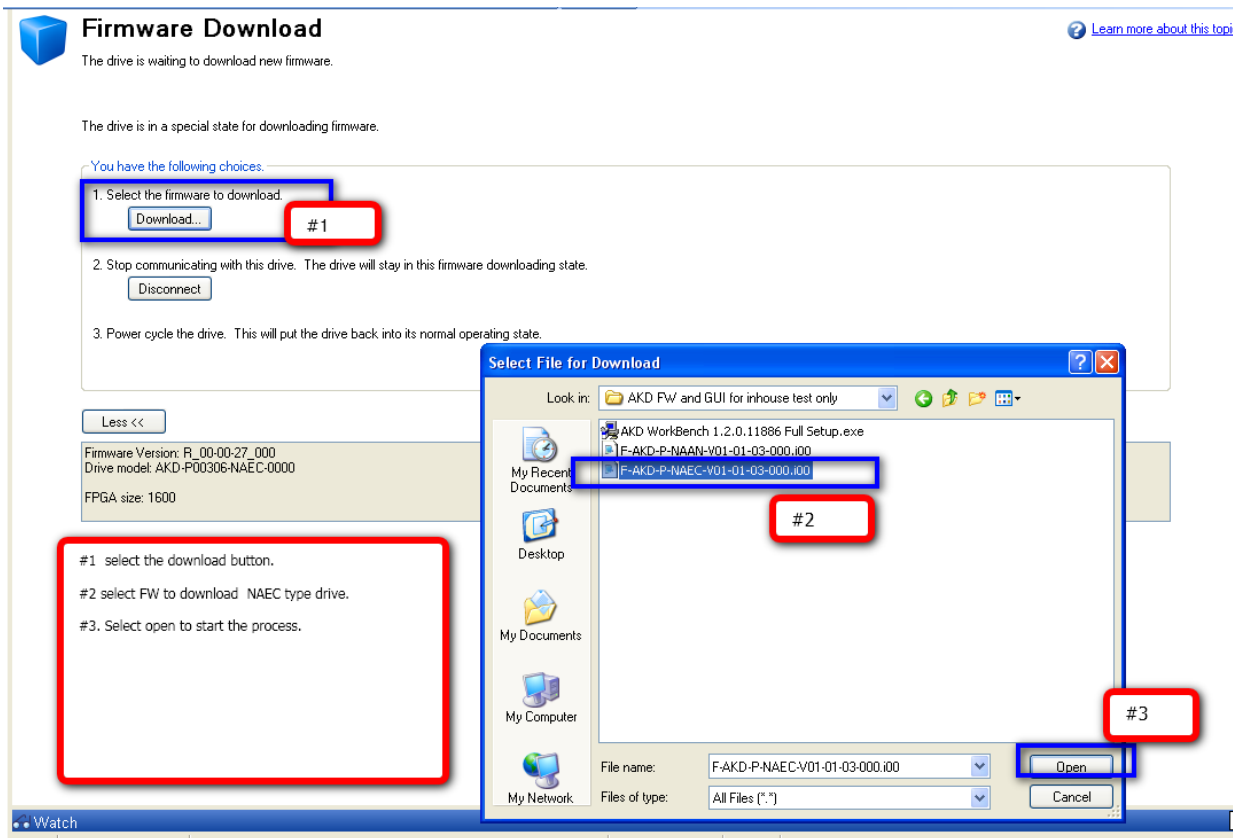 Firmware Download
Learn more about this topi
The drive is waiting to download new firmware.
The drive is in a special state for downloading firmware.
You have the following choices.
1. Select the firmware to download.
Download...
#1
2. Stop communicating with this drive. The drive will stay in this firmware downloading state.
Disconnect
3. Power cycle the drive. This will put the drive back into its normal operating state.
Less <<
Firmware Version: R_00-00-27_000
Drive model: AKD-P00306-NAEC-0000
FPGA size: 1600
#1 select the download button.
#2 select FW to download NAEC type drive.
#3. Select open to start the process.
Select File for Download
Look in:
AKD FW and GUI for inhouse test only
My Recent
Documents
Desktop
My Documents
My Computer
My Network
AKD WorkBench 1.2.0.11886 Full Setup.exe
F-AKD-P-NAAN-V01-01-03-000.i00
F-AKD-P-NAEC-V01-01-03-000.i00
#2
#3
File name:
F-AKD-P-NAEC-V01-01-03-000.i00
Open
Files of type:
All Files (*.*)
Cancel
Watch